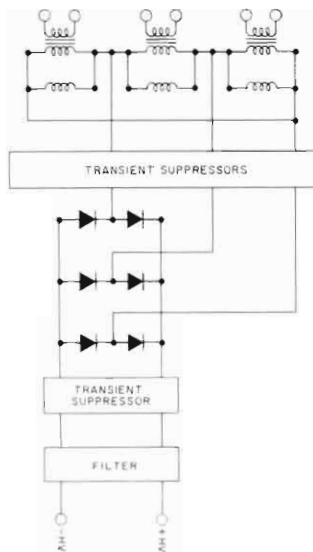 TRANSIENT SUPPRESSORS
TRANSIENT
SUPPRESSOR
FILTER
HV-
HV+